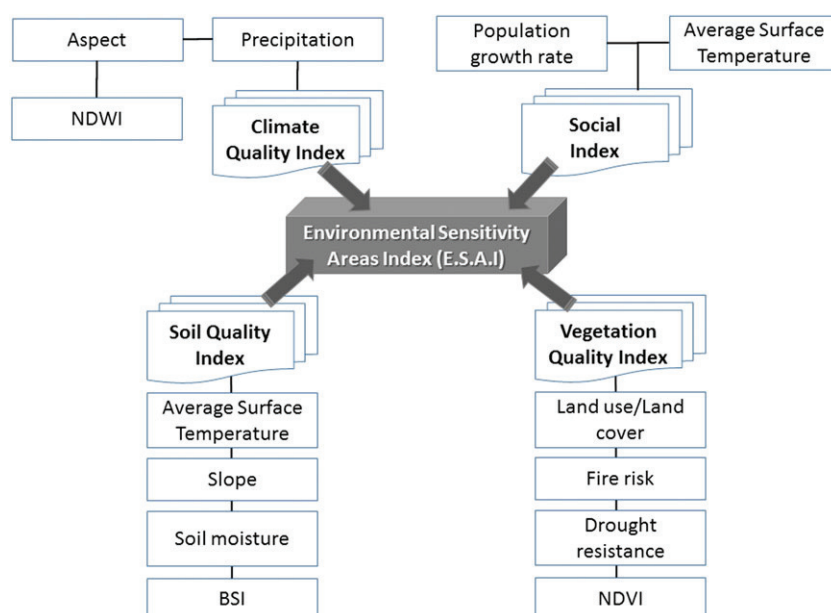 Aspect
Precipitation
NDWI
Climate
Quality Index
Population
growth rate
Average Surface
Temperature
Social
Index
Environmental Sensitivity
Areas Index (E.S.A.I)
Soil Quality
Index
Average Surface
Temperature
Slope
Soil moisture
BSI
Vegetation
Quality Index
Land use/Land
cover
Fire risk
Drought
resistance
NDVI